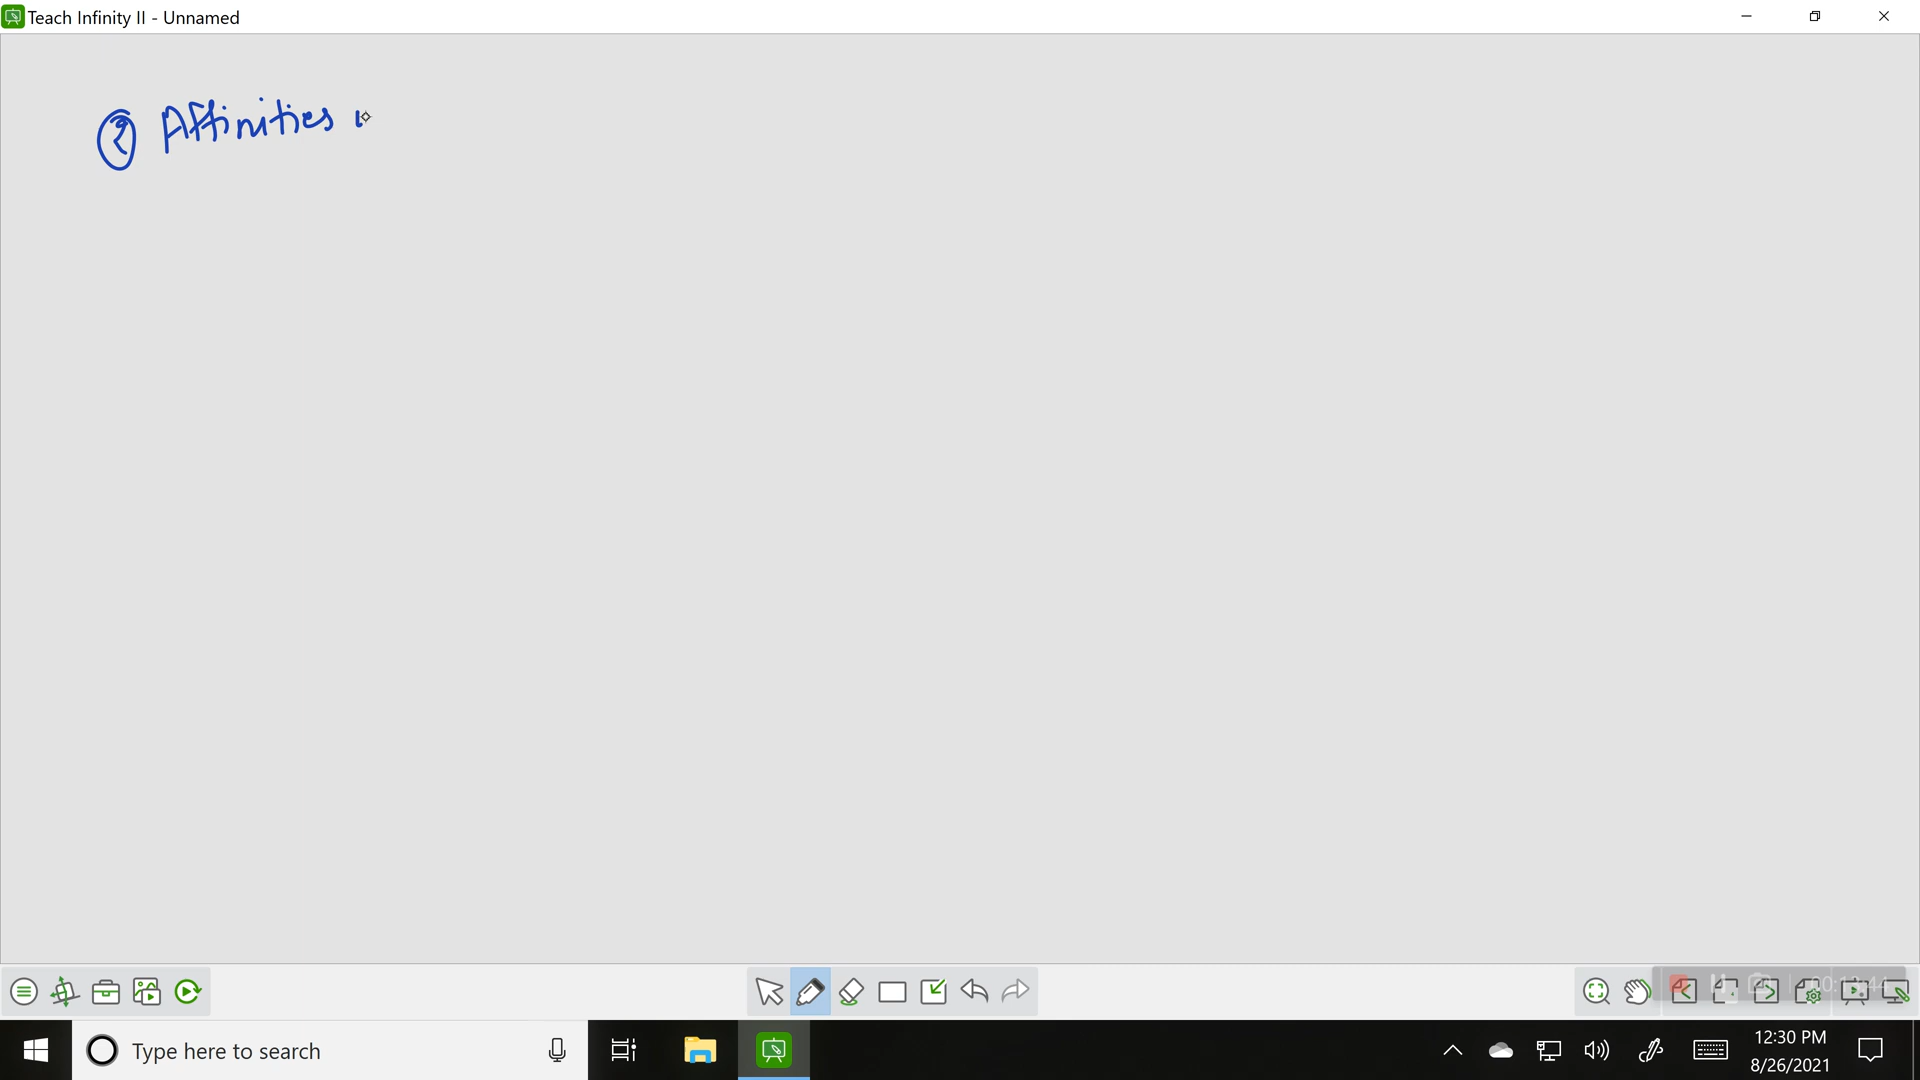 Teach Infinity II - Unnamed
② Affinities
Type here to search
12:30 PM
8/26/2021